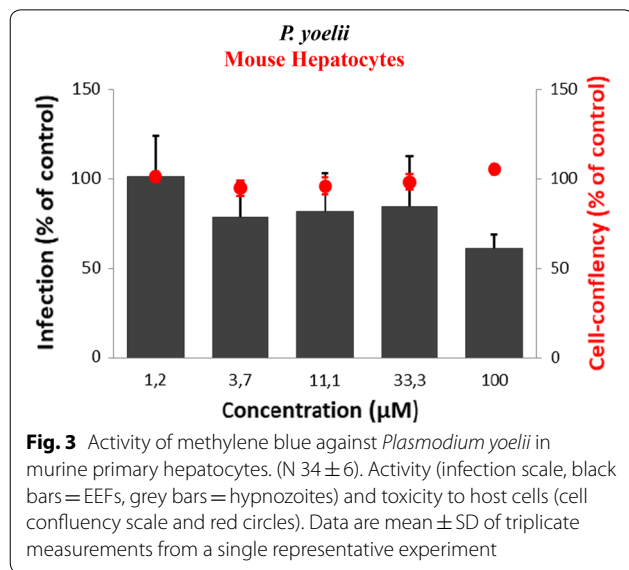 P. yoelii
Mouse Hepatocytes
150
100
50
0
Infection (% of control)
150
100
50
0
Cell-conflency (% of control)
1,2 3,7 11,1 33,3 100
Concentration (µM)
Fig. 3 Activity of methylene blue against Plasmodium yoelii in
murine primary hepatocytes. (N 34 ± 6). Activity (infection scale, black
bars = EEFs, grey bars = hypnozoites) and toxicity to host cells (cell
confluency scale and red circles). Data are mean ± SD of triplicate
measurements from a single representative experiment